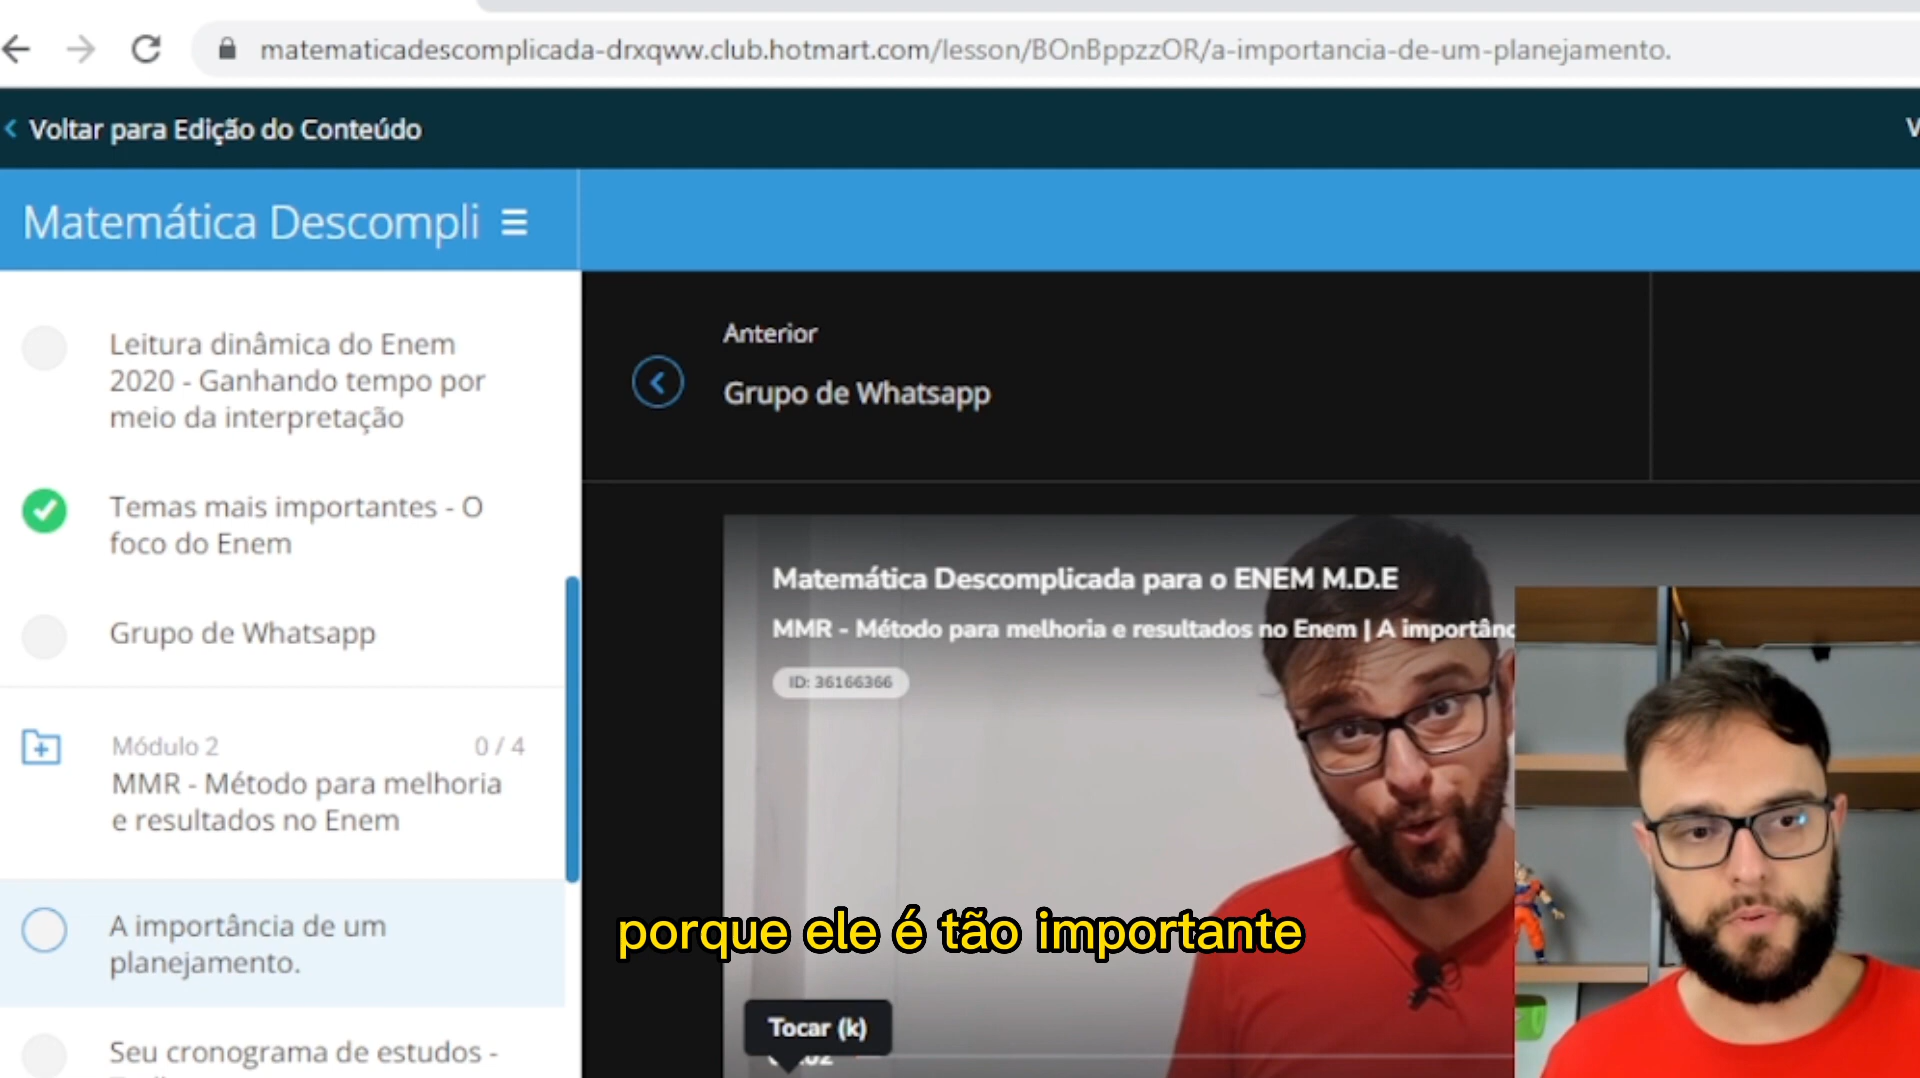 matematicadescomplicada-drxqww.club.hotmart.com/lesson/BOnBppzzOR/a-importancia-de-um-planejamento.
Voltar para Edição do Conteúdo
Matemática Descompli
Leitura dinâmica do Enem
2020 - Ganhando tempo por
meio da interpretação
Temas mais importantes - O
foco do Enem
Grupo de Whatsapp
Módulo 2
0 / 4
MMR - Método para melhoria
e resultados no Enem
A importância de um
planejamento.
Seu cronograma de estudos -
Anterior
Grupo de Whatsapp
Matemática Descomplicada para o ENEM M.D.E
MMR - Método para melhoria e resultados no Enem | A importânc
ID: 36166366
porque ele é tão importante
Tocar (k)